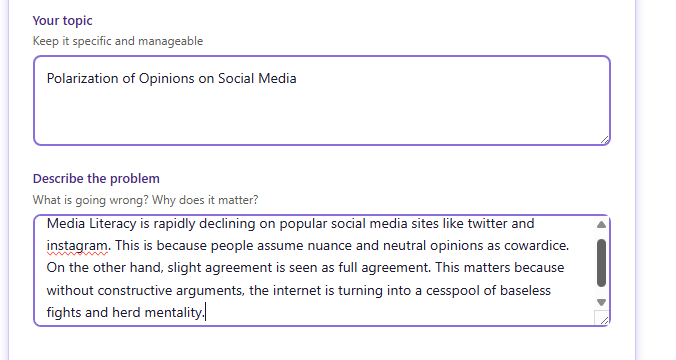 Your topic
Keep it specific and manageable
Polarization of Opinions on Social Media
Describe the problem
What is going wrong? Why does it matter?
Media Literacy is rapidly declining on popular social media sites like twitter and
instagram. This is because people assume nuance and neutral opinions as cowardice.
On the other hand, slight agreement is seen as full agreement. This matters because
without constructive arguments, the internet is turning into a cesspool of baseless
fights and herd mentality.